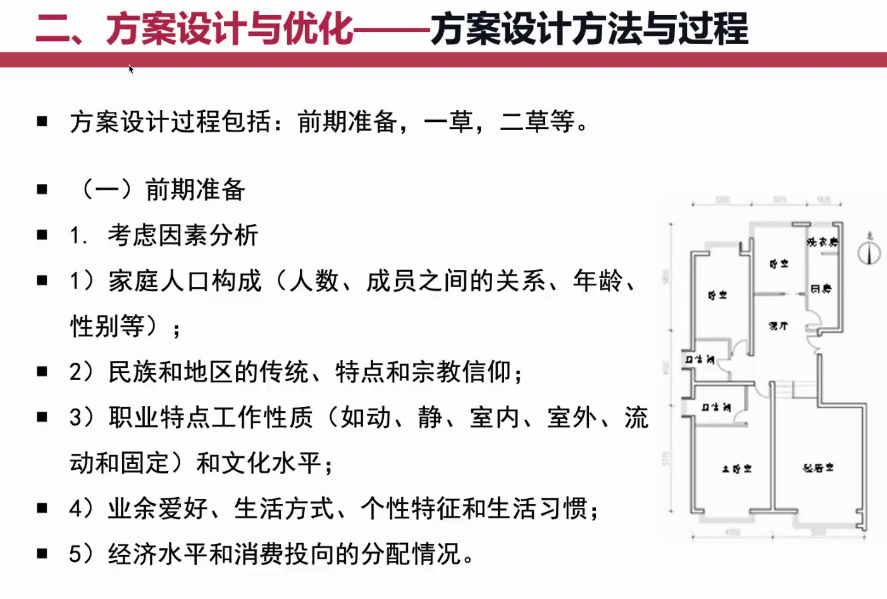 二、方案设计与优化——方案设计方法与过程
■ 方案设计过程包括：前期准备，一草，二草等。
■ （一）前期准备
■ 1. 考虑因素分析
■ 1）家庭人口构成（人数、成员之间的关系、年龄、
性别等）；
■ 2）民族和地区的传统、特点和宗教信仰；
■ 3）职业特点工作性质（如动、静、室内、室外、流
动和固定）和文化水平；
■ 4）业余爱好、生活方式、个性特征和生活习惯；
■ 5）经济水平和消费投向的分配情况。
北
洗衣房
卧室
厨房
卧室
餐厅
卫生间
卫生间
主卧室
起居室